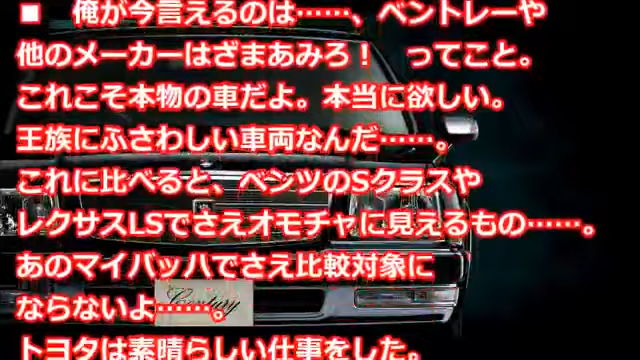 ■　俺が今言えるのは……、ベントレーや
他のメーカーはざまあみろ！　ってこと。
これこそ本物の車だよ。本当に欲しい。
王族にふさわしい車両なんだ……。
これに比べると、ベンツのSクラスや
レクサスLSでさえオモチャに見えるもの……。
あのマイバッハでさえ比較対象に
ならないよ……。
Century
トヨタは素晴らしい仕事をした。